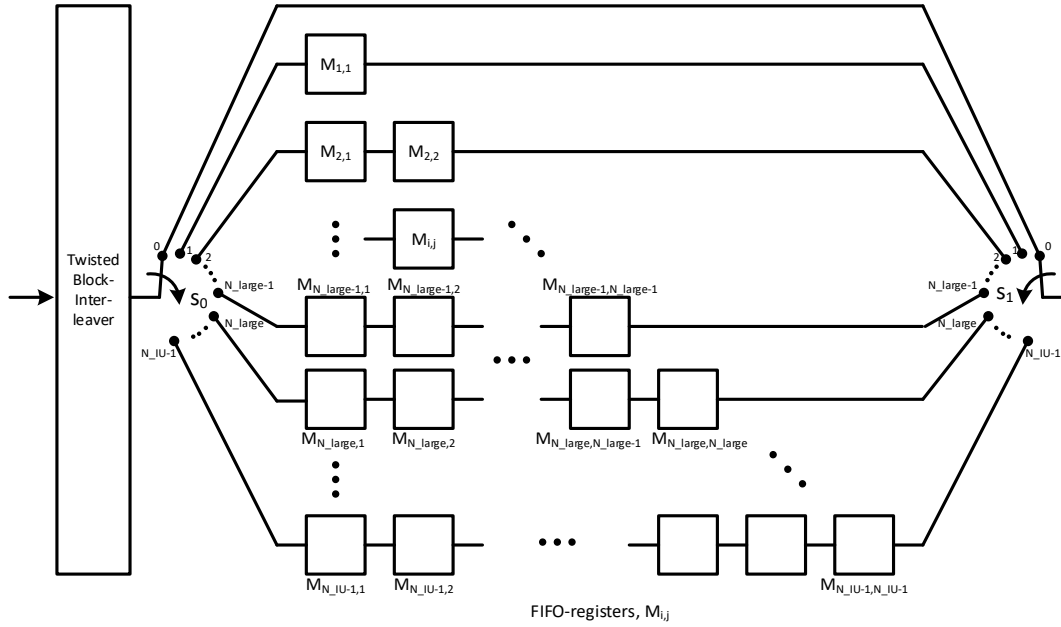 0
M1,1
M2,1 M2,2
Mi,j
Twisted
Block-
Inter-
leaver
0 1 2
S0
N_large-1
N_large
N_IU-1
MN_large-1,1 MN_large-1,2 MN_large-1,N_large-1
2 1 0
S1
N_large-1
N_large
N_IU-1
MN_large,1 MN_large,2 MN_large,N_large-1 MN_large,N_large
MN_IU-1,1 MN_IU-1,2 MN_IU-1,N_IU-1
FIFO-registers, Mi,j